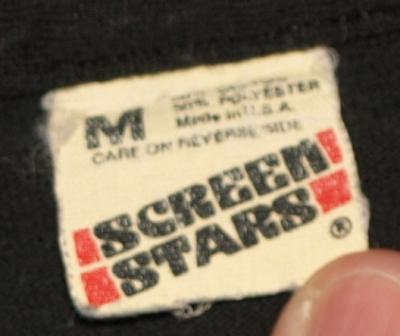 M
50% POLYESTER
Made in U.S.A.
CARE ON REVERSE SIDE
SCREEN
STARS
®